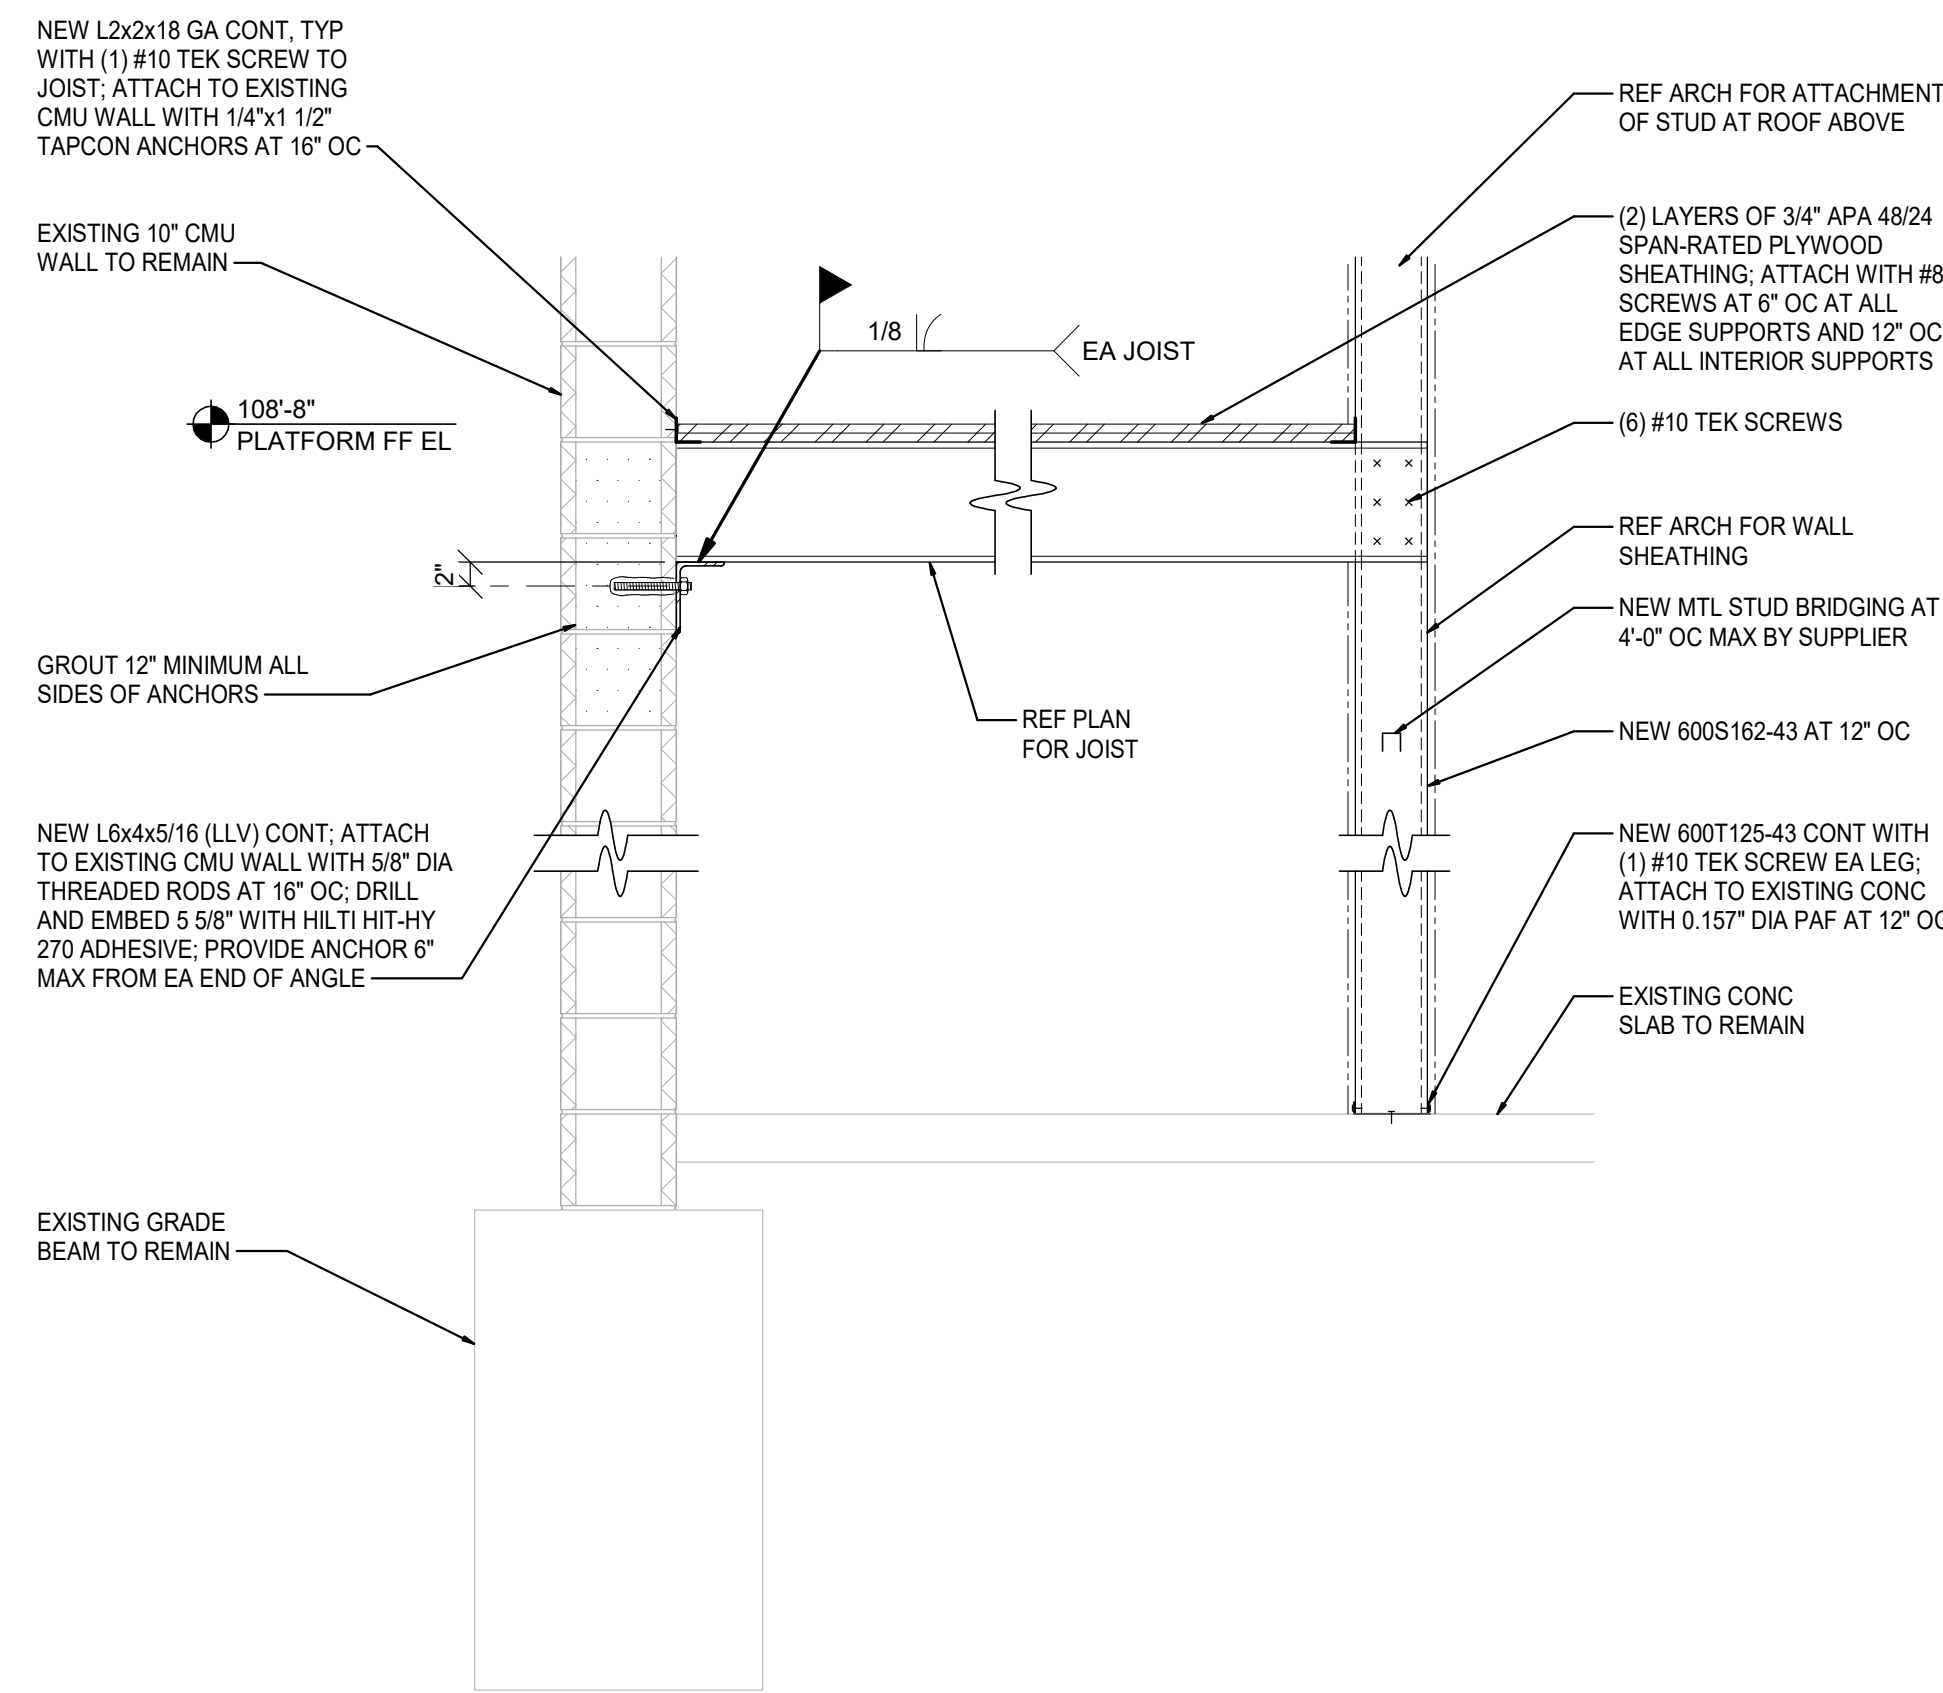 NEW L2x2x18 GA CONT, TYP
WITH (1) #10 TEK SCREW TO
JOIST; ATTACH TO EXISTING
CMU WALL WITH 1/4"x1 1/2"
TAPCON ANCHORS AT 16" OC
EXISTING 10" CMU
WALL TO REMAIN
108'-8"
PLATFORM FF EL
2"
GROUT 12" MINIMUM ALL
SIDES OF ANCHORS
NEW L6x4x5/16 (LLV) CONT; ATTACH
TO EXISTING CMU WALL WITH 5/8" DIA
THREADED RODS AT 16" OC; DRILL
AND EMBED 5 5/8" WITH HILTI HIT-HY
270 ADHESIVE; PROVIDE ANCHOR 6"
MAX FROM EA END OF ANGLE
EXISTING GRADE
BEAM TO REMAIN
1/8
EA JOIST
REF PLAN
FOR JOIST
REF ARCH FOR ATTACHMENT
OF STUD AT ROOF ABOVE
(2) LAYERS OF 3/4" APA 48/24
SPAN-RATED PLYWOOD
SHEATHING; ATTACH WITH #8
SCREWS AT 6" OC AT ALL
EDGE SUPPORTS AND 12" OC
AT ALL INTERIOR SUPPORTS
(6) #10 TEK SCREWS
REF ARCH FOR WALL
SHEATHING
NEW MTL STUD BRIDGING AT
4'-0" OC MAX BY SUPPLIER
NEW 600S162-43 AT 12" OC
NEW 600T125-43 CONT WITH
(1) #10 TEK SCREW EA LEG;
ATTACH TO EXISTING CONC
WITH 0.157" DIA PAF AT 12" OC
EXISTING CONC
SLAB TO REMAIN